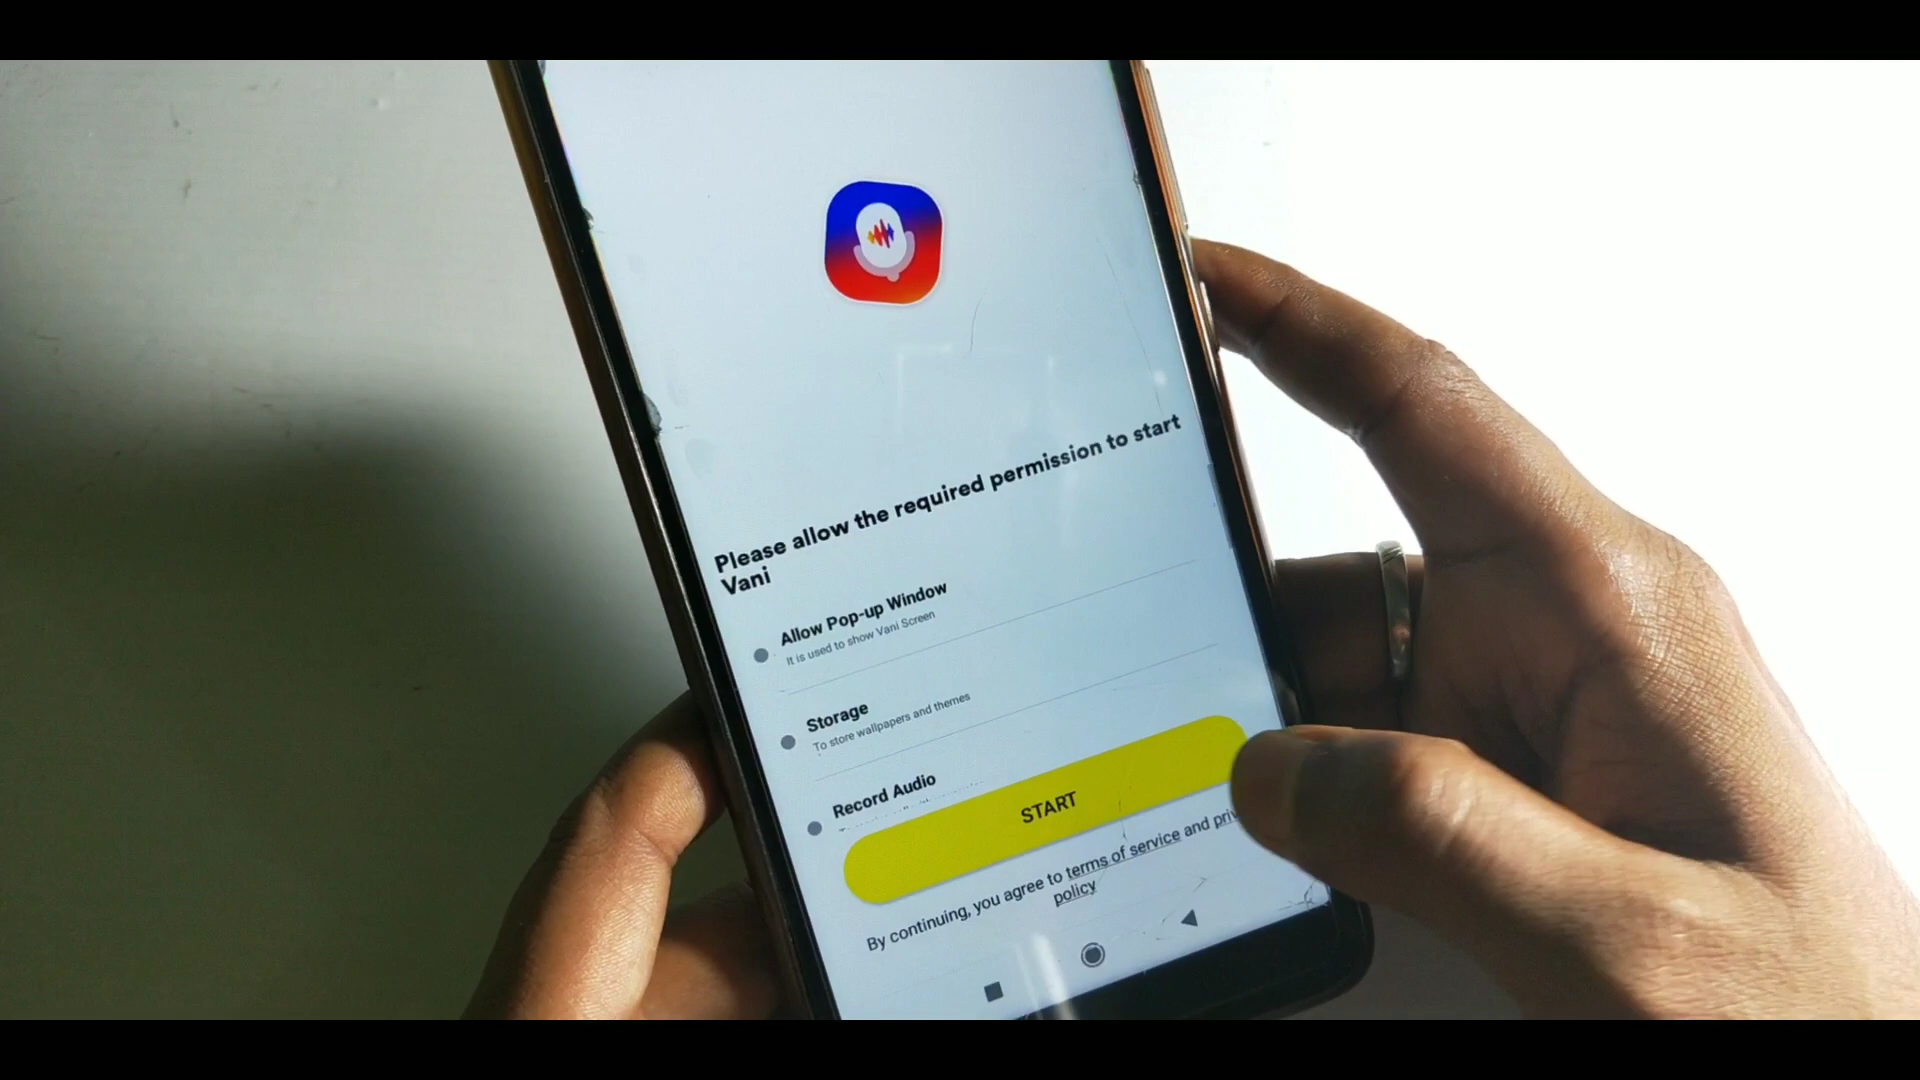 Please allow the required permission to start
Vani
Allow Pop-up Window
It is used to show Vani Screen
Storage
To store wallpapers and themes
Record Audio
START
By continuing, you agree to terms of service and
policy